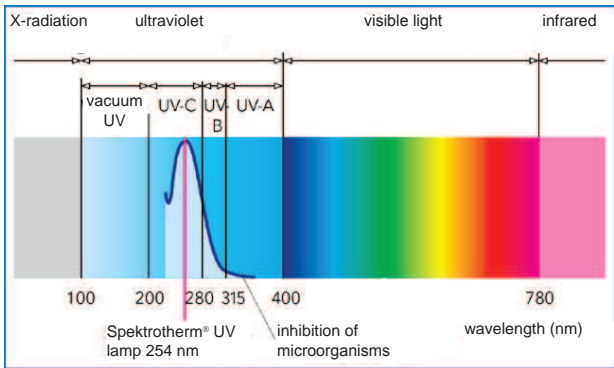 X-radiation ultraviolet visible light infrared
vacuum UV-C UV- UV-A
UV B
100 200 280 315 400 780
Spektrotherm® UV inhibition of wavelength (nm)
lamp 254 nm microorganisms